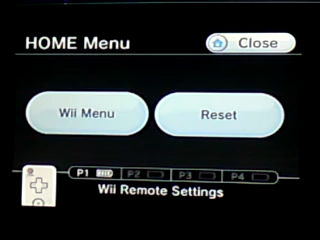 HOME Menu
Close
Wii Menu
Reset
P1 P2 P3 P4
Wii Remote Settings